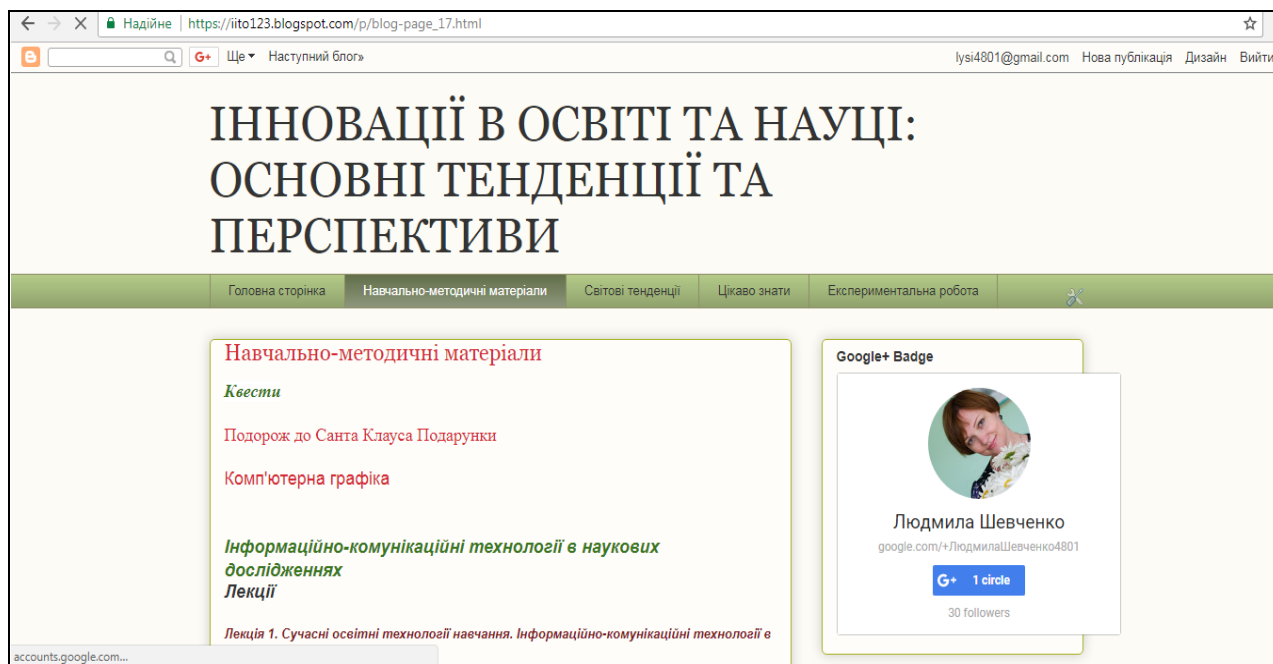 Надійне | https://iito123.blogspot.com/p/blog-page_17.html
G+ Ще Наступний блог» lysi4801@gmail.com Нова публікація Дизайн Вийти
ІННОВАЦІЇ В ОСВІТІ ТА НАУЦІ:
ОСНОВНІ ТЕНДЕНЦІЇ ТА
ПЕРСПЕКТИВИ
Головна сторінка Навчально-методичні матеріали Світові тенденції Цікаво знати Експериментальна робота
Навчально-методичні матеріали
Квести
Подорож до Санта Клауса Подарунки
Комп'ютерна графіка
Інформаційно-комунікаційні технології в наукових
дослідженнях
Лекції
Лекція 1. Сучасні освітні технології навчання. Інформаційно-комунікаційні технології в
Google+ Badge
Людмила Шевченко
google.com/+ЛюдмилаШевченко4801
G+ 1 circle
30 followers
accounts.google.com...